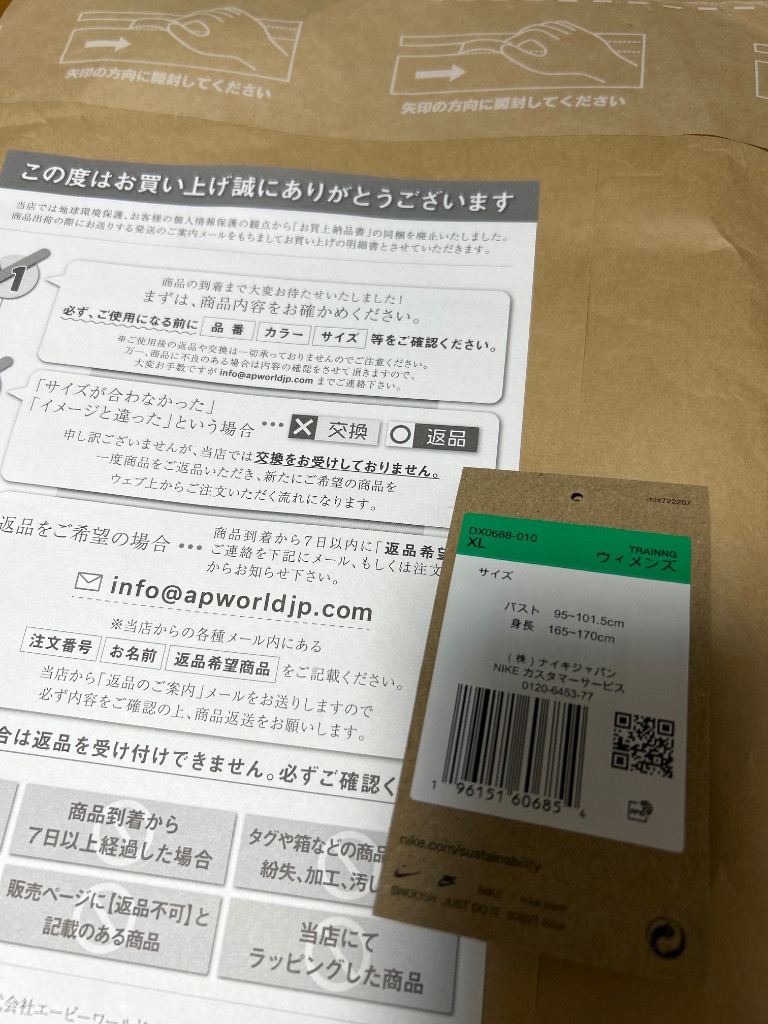 矢印の方向に開封してください
矢印の方向に開封してください
この度はお買い上げ誠にありがとうございます
当店では地球環境保護、お客様の個人情報保護の観点から「お買上納品書」の同梱を廃止いたしました。
商品出荷の際にお送りする発送のご案内メールをもちましてお買い上げの明細書とさせていただきます。
1
商品の到着まで大変お待たせいたしました！
まずは、商品内容をお確かめください。
必ず、ご使用になる前に 品番 カラー サイズ 等をご確認ください。
※ご使用後の返品や交換は一切承っておりませんのでご注意ください。
万一、商品に不良のある場合は内容の確認をさせて頂きますので、
大変お手数ですが info@apworldjp.com までご連絡下さい。
「サイズが合わなかった」
「イメージと違った」という場合 … × 交換 ○ 返品
申し訳ございませんが、当店では交換をお受けしておりません。
一度商品をご返品いただき、新たにご希望の商品を
ウェブ上からご注文いただく流れになります。
返品をご希望の場合 …
商品到着から7日以内に「返品希
ご連絡を下記にメール、もしくは注文
からお知らせ下さい。
info@apworldjp.com
※当店からの各種メール内にある
注文番号 お名前 返品希望商品 をご記載ください。
当店から「返品のご案内」メールをお送りしますので
必ず内容をご確認の上、商品返送をお願いします。
合は返品を受け付けできません。必ずご確認く
商品到着から
7日以上経過した場合
タグや箱などの商品
紛失、加工、汚し
販売ページに【返品不可】と
記載のある商品
当店にて
ラッピングした商品
式会社エーピーワールド
DX0688-010
XL
TRAINNG
ウィメンズ
サイズ
バスト 95~101.5cm
身長 165~170cm
（株）ナイキジャパン
NIKE カスタマーサービス
0120-6453-77
1 96151 60685 4
nike.com/sustainability
NIKE nike.com
SWOOSH JUST DO IT